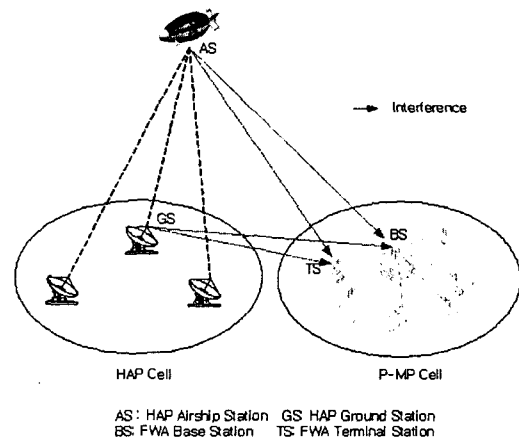 AS
Interference
GS
BS
TS
HAP Cell
P-MP Cell
AS: HAP Airship Station GS: HAP Ground Station
BS: FWA Base Station TS: FWA Terminal Station